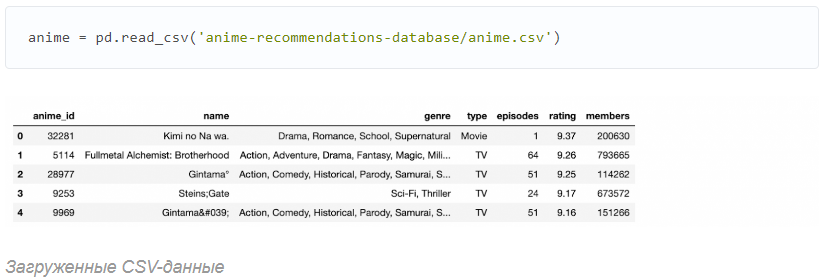 anime = pd.read_csv('anime-recommendations-database/anime.csv')
anime_id name genre type episodes rating members
0 32281 Kimi no Na wa. Drama, Romance, School, Supernatural Movie 1 9.37 200630
1 5114 Fullmetal Alchemist: Brotherhood Action, Adventure, Drama, Fantasy, Magic, Mili... TV 64 9.26 793665
2 28977 Gintama° Action, Comedy, Historical, Parody, Samurai, S... TV 51 9.25 114262
3 9253 Steins;Gate Sci-Fi, Thriller TV 24 9.17 673572
4 9969 Gintama&#039; Action, Comedy, Historical, Parody, Samurai, S... TV 51 9.16 151266
Загруженные CSV-данные